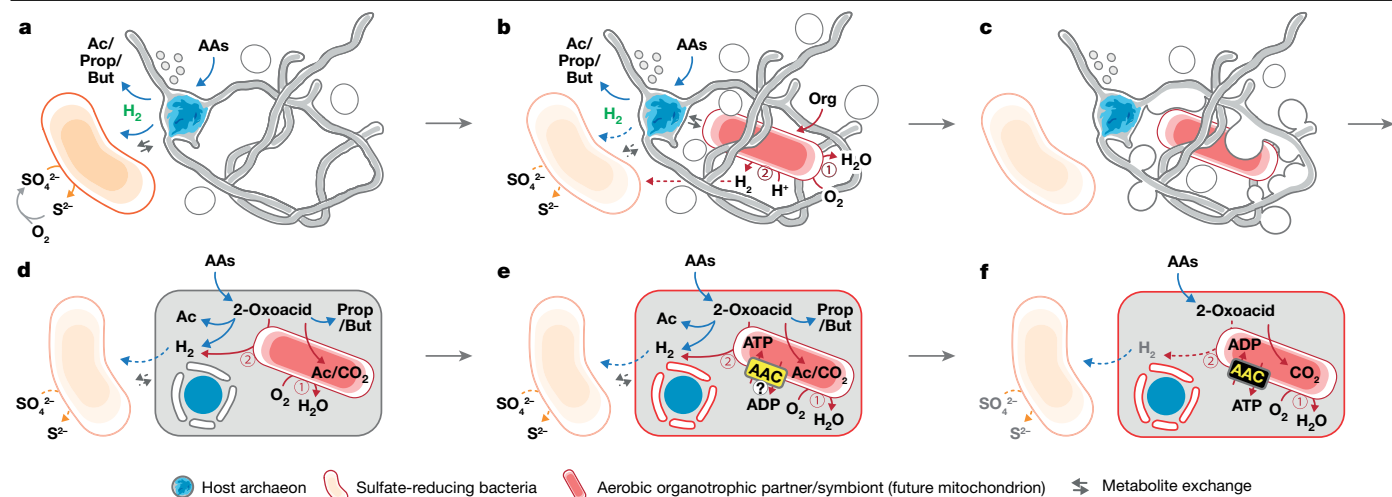 a
Ac/
Prop/
But
AAs
H₂
SO₄²⁻
S²⁻
O₂
b
Ac/
Prop/
But
AAs
H₂
Org
H₂O
①
②
H₂
H⁺
O₂
SO₄²⁻
S²⁻
c
d
AAs
2-Oxoacid
Ac
Prop
/But
H₂
②
Ac/CO₂
O₂
①
H₂O
SO₄²⁻
S²⁻
e
AAs
2-Oxoacid
Ac
Prop
/But
H₂
②
ATP
AAC
?
Ac/CO₂
ADP
O₂
①
H₂O
SO₄²⁻
S²⁻
f
AAs
2-Oxoacid
H₂
②
ADP
AAC
CO₂
ATP
O₂
①
H₂O
SO₄²⁻
S²⁻
Host archaeon
Sulfate-reducing bacteria
Aerobic organotrophic partner/symbiont (future mitochondrion)
Metabolite exchange